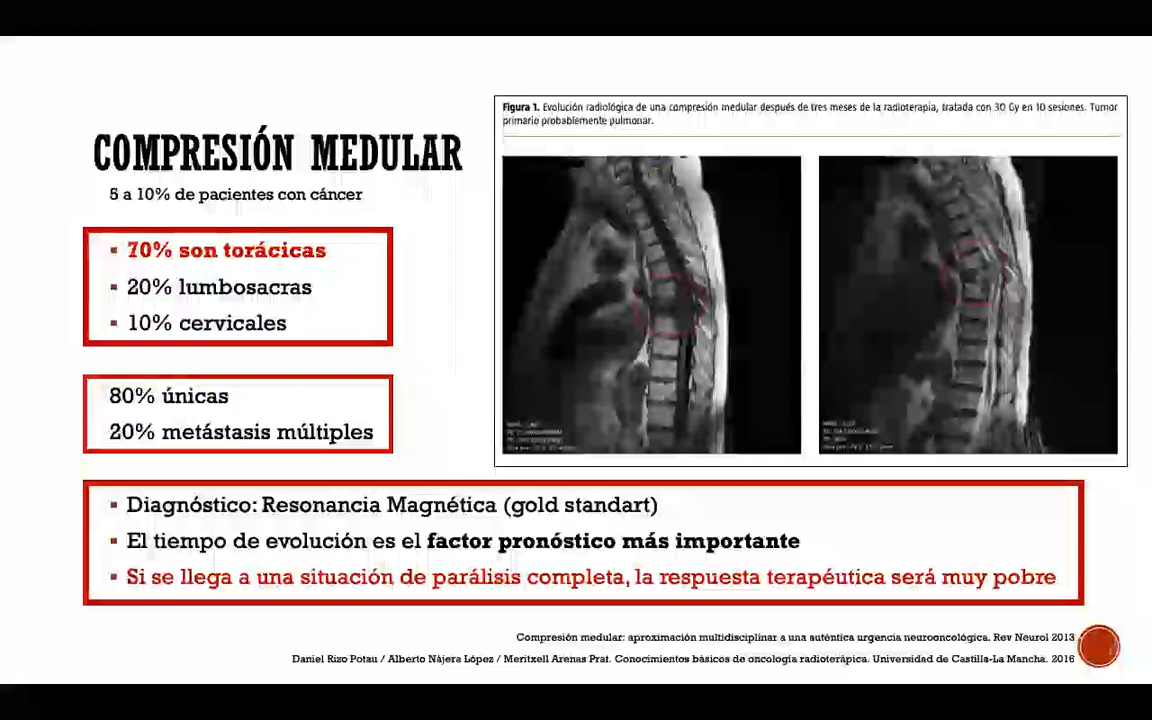 COMPRESIÓN MEDULAR
5 a 10% de pacientes con cáncer
70% son torácicas
20% lumbosacras
10% cervicales
80% únicas
20% metástasis múltiples
Figura 1. Evolución radiológica de una compresión medular después de tres meses de la radioterapia, tratada con 30 Gy en 10 sesiones. Tumor
primario probablemente pulmonar.
Diagnóstico: Resonancia Magnética (gold standart)
El tiempo de evolución es el factor pronóstico más importante
Si se llega a una situación de parálisis completa, la respuesta terapéutica será muy pobre
Compresión medular: aproximación multidisciplinar a una auténtica urgencia neurooncológica. Rev Neurol 2013
Daniel Rizo Potau / Alberto Nàjera López / Meritxell Arenas Prat. Conocimientos básicos de oncología radioterápica. Universidad de Castilla-La Mancha. 2016